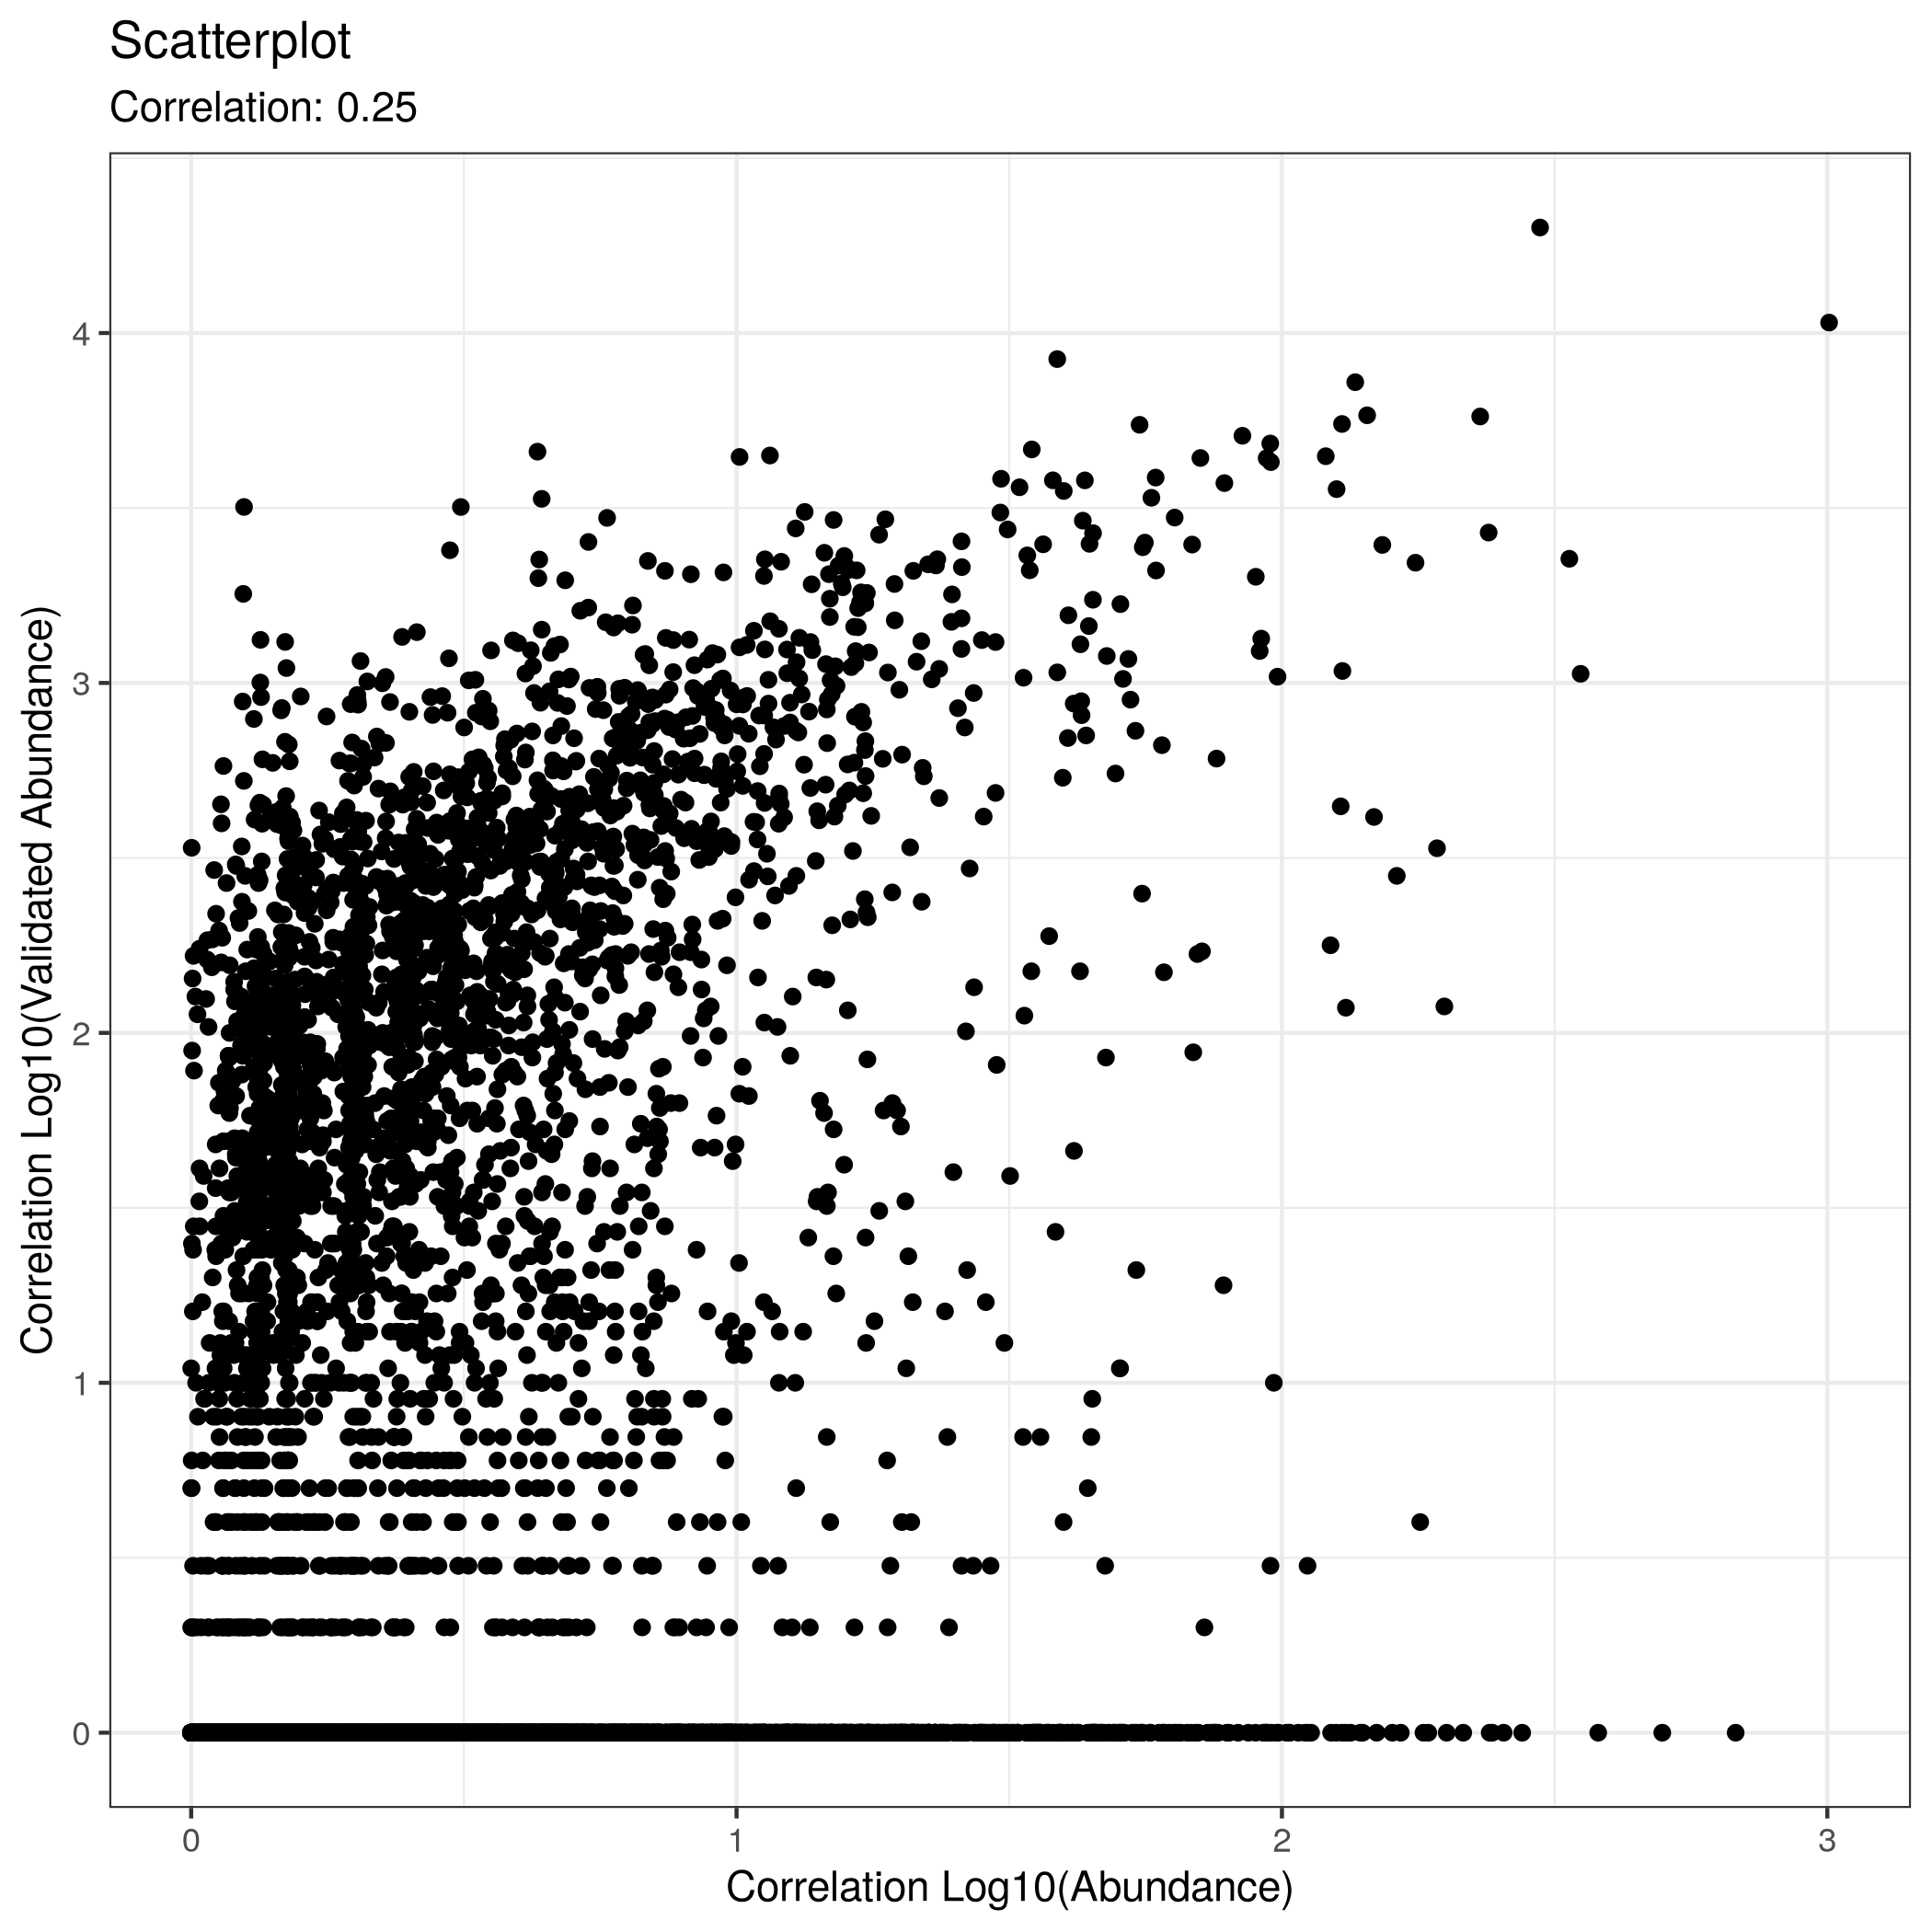 Scatterplot
Correlation: 0.25
Correlation Log10(Validated Abundance)
4
3
2
1
0
0
1
2
3
Correlation Log10(Abundance)